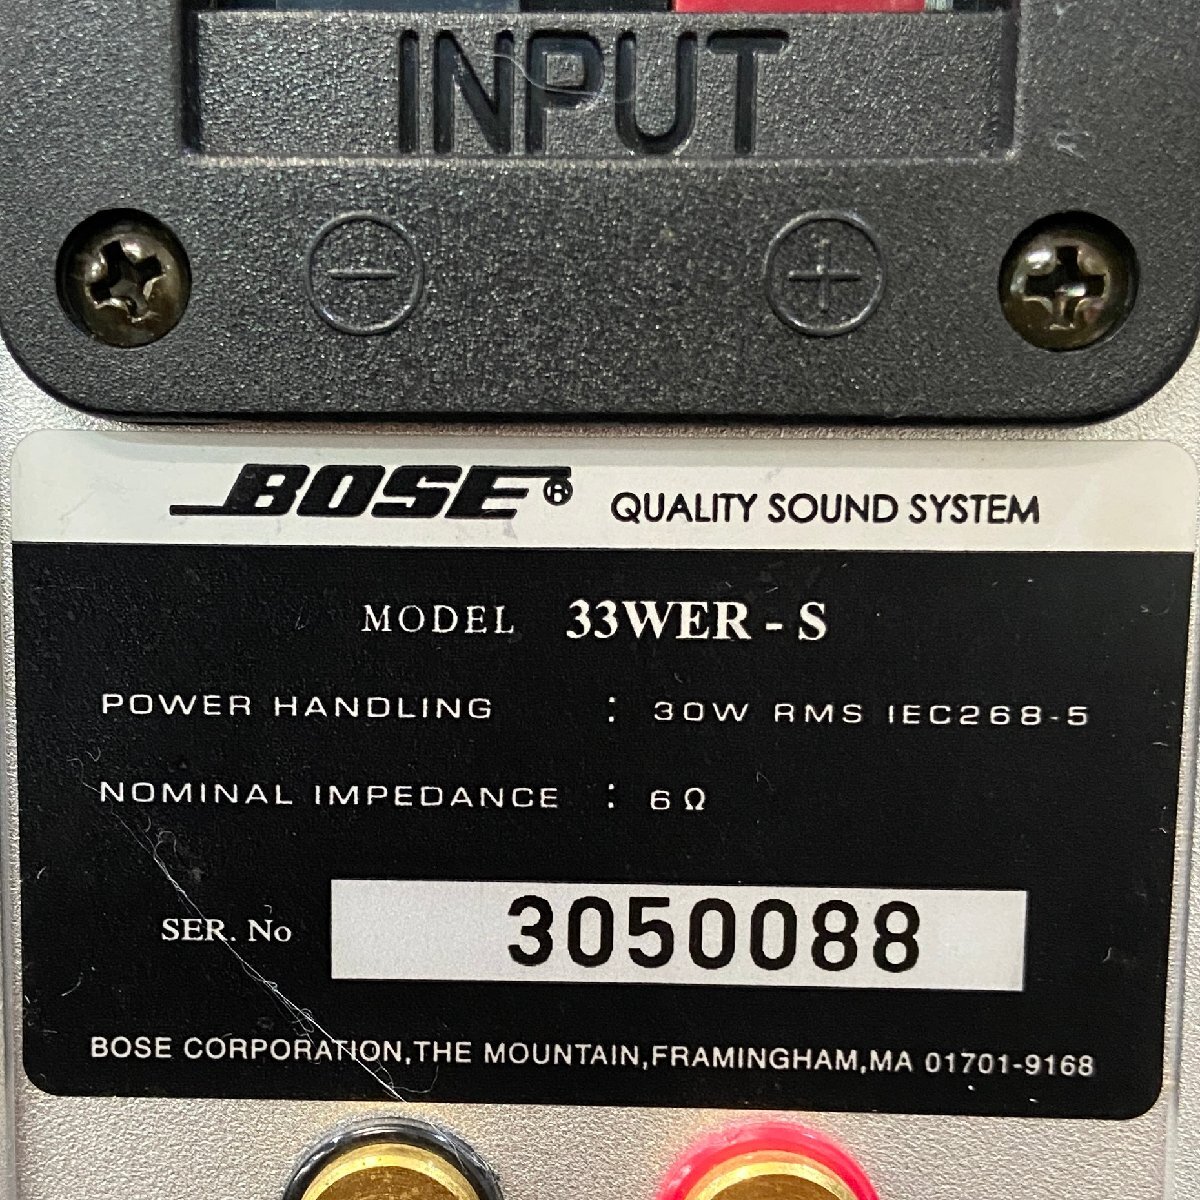 INPUT
− +
BOSE® QUALITY SOUND SYSTEM
MODEL 33WER - S
POWER HANDLING : 30W RMS IEC268-5
NOMINAL IMPEDANCE : 6Ω
SER. No 3050088
BOSE CORPORATION,THE MOUNTAIN,FRAMINGHAM,MA 01701-9168